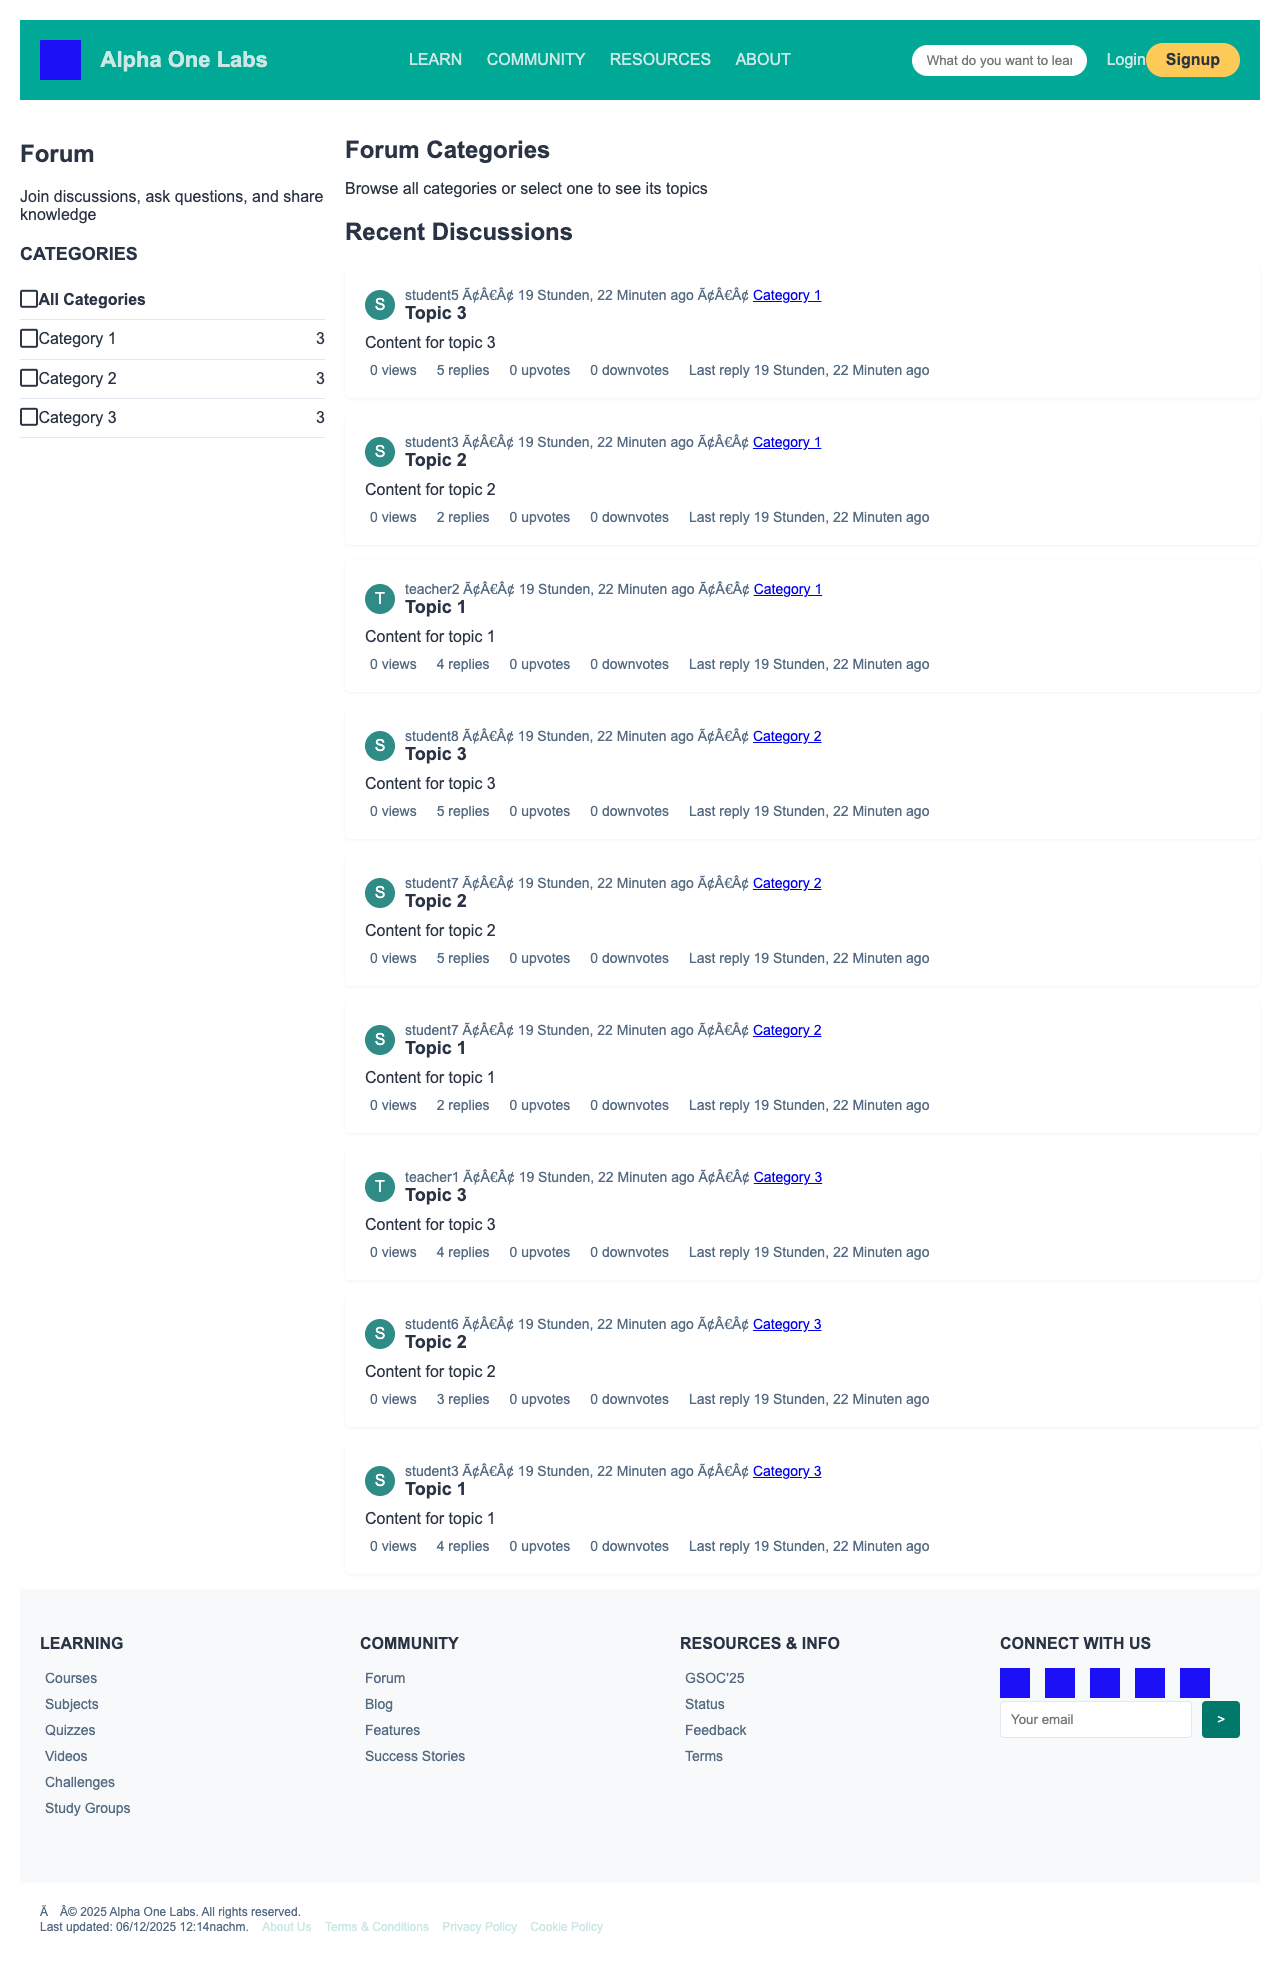 Alpha One Labs
LEARN COMMUNITY RESOURCES ABOUT
What do you want to lear
Login
Signup
Forum
Join discussions, ask questions, and share
knowledge
CATEGORIES
All Categories
Category 1 3
Category 2 3
Category 3 3
Forum Categories
Browse all categories or select one to see its topics
Recent Discussions
S
student5 Ã¢Â€Â¢ 19 Stunden, 22 Minuten ago Ã¢Â€Â¢ Category 1
Topic 3
Content for topic 3
0 views 5 replies 0 upvotes 0 downvotes Last reply 19 Stunden, 22 Minuten ago
S
student3 Ã¢Â€Â¢ 19 Stunden, 22 Minuten ago Ã¢Â€Â¢ Category 1
Topic 2
Content for topic 2
0 views 2 replies 0 upvotes 0 downvotes Last reply 19 Stunden, 22 Minuten ago
T
teacher2 Ã¢Â€Â¢ 19 Stunden, 22 Minuten ago Ã¢Â€Â¢ Category 1
Topic 1
Content for topic 1
0 views 4 replies 0 upvotes 0 downvotes Last reply 19 Stunden, 22 Minuten ago
S
student8 Ã¢Â€Â¢ 19 Stunden, 22 Minuten ago Ã¢Â€Â¢ Category 2
Topic 3
Content for topic 3
0 views 5 replies 0 upvotes 0 downvotes Last reply 19 Stunden, 22 Minuten ago
S
student7 Ã¢Â€Â¢ 19 Stunden, 22 Minuten ago Ã¢Â€Â¢ Category 2
Topic 2
Content for topic 2
0 views 5 replies 0 upvotes 0 downvotes Last reply 19 Stunden, 22 Minuten ago
S
student7 Ã¢Â€Â¢ 19 Stunden, 22 Minuten ago Ã¢Â€Â¢ Category 2
Topic 1
Content for topic 1
0 views 2 replies 0 upvotes 0 downvotes Last reply 19 Stunden, 22 Minuten ago
T
teacher1 Ã¢Â€Â¢ 19 Stunden, 22 Minuten ago Ã¢Â€Â¢ Category 3
Topic 3
Content for topic 3
0 views 4 replies 0 upvotes 0 downvotes Last reply 19 Stunden, 22 Minuten ago
S
student6 Ã¢Â€Â¢ 19 Stunden, 22 Minuten ago Ã¢Â€Â¢ Category 3
Topic 2
Content for topic 2
0 views 3 replies 0 upvotes 0 downvotes Last reply 19 Stunden, 22 Minuten ago
S
student3 Ã¢Â€Â¢ 19 Stunden, 22 Minuten ago Ã¢Â€Â¢ Category 3
Topic 1
Content for topic 1
0 views 4 replies 0 upvotes 0 downvotes Last reply 19 Stunden, 22 Minuten ago
LEARNING
Courses
Subjects
Quizzes
Videos
Challenges
Study Groups
COMMUNITY
Forum
Blog
Features
Success Stories
RESOURCES & INFO
GSOC'25
Status
Feedback
Terms
CONNECT WITH US
Your email
>
Ã Â© 2025 Alpha One Labs. All rights reserved.
Last updated: 06/12/2025 12:14nachm. About Us Terms & Conditions Privacy Policy Cookie Policy